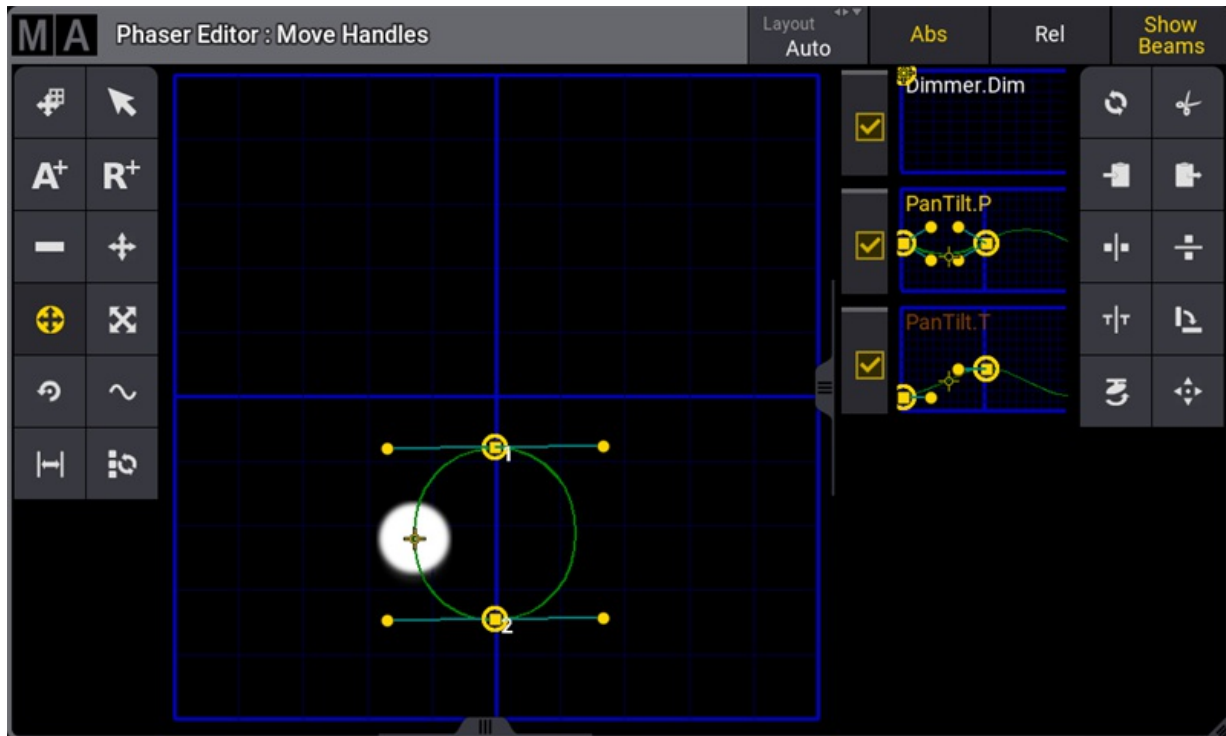 MA Phaser Editor : Move Handles
Layout
Auto
Abs
Rel
Show
Beams
A+
R+
Dimmer.Dim
PanTilt.P
PanTilt.T
T|T
1
2